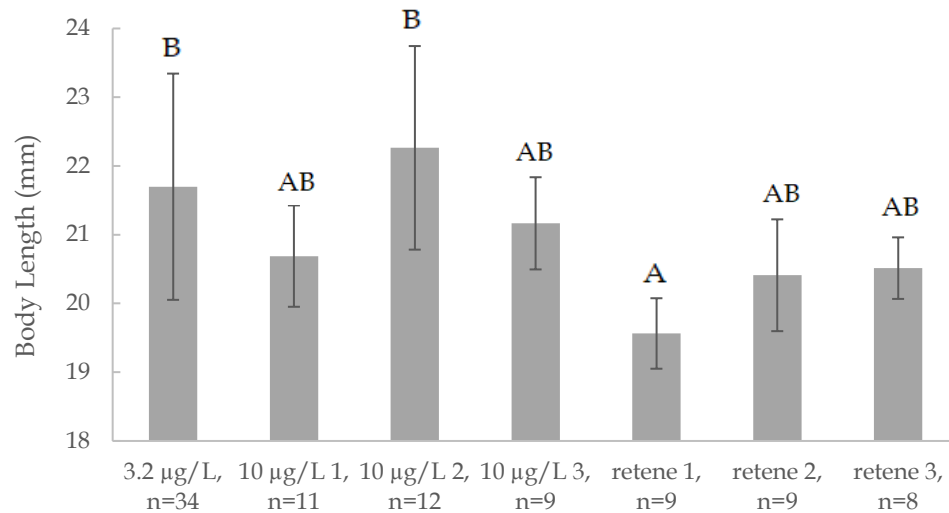 24
23
22
21
20
19
18
Body Length (mm)
B
AB
B
AB
A
AB
AB
3.2 µg/L,
n=34
10 µg/L 1,
n=11
10 µg/L 2,
n=12
10 µg/L 3,
n=9
retene 1,
n=9
retene 2,
n=9
retene 3,
n=8